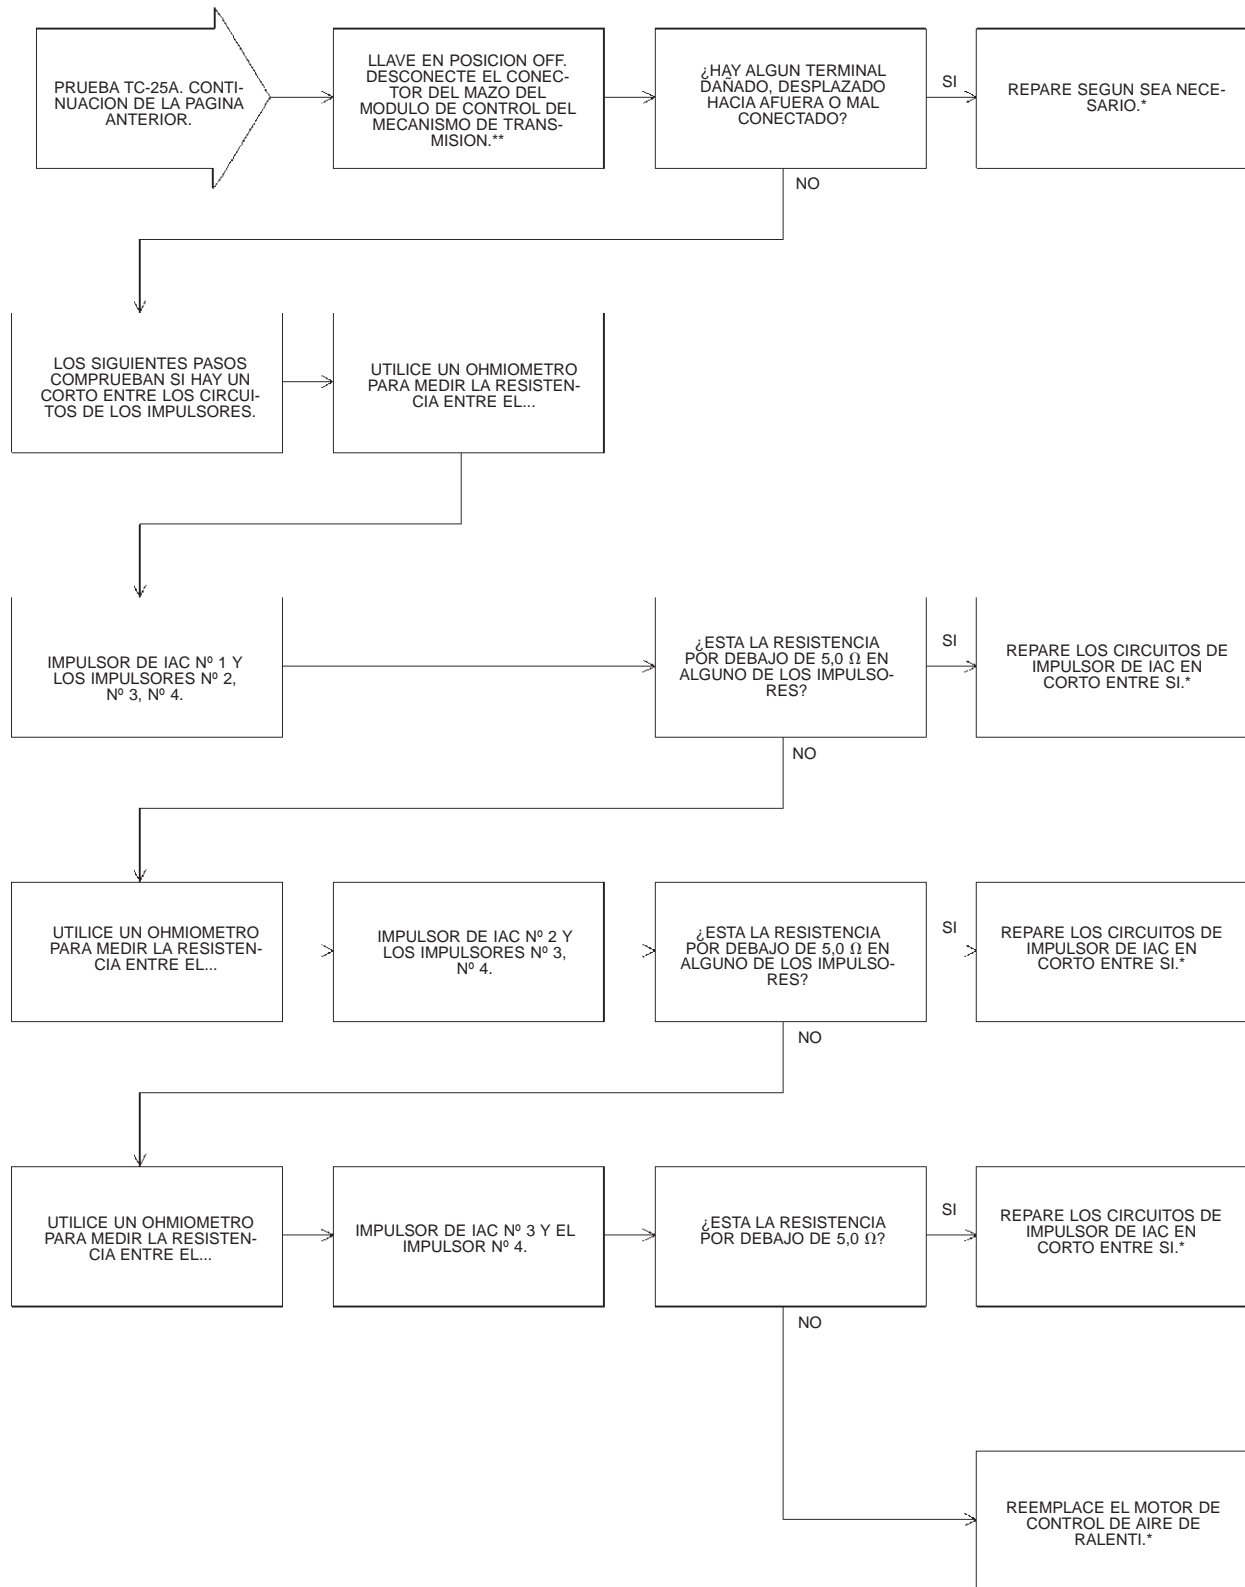 PRUEBA TC-25A. CONTI-
NUACION DE LA PAGINA
ANTERIOR.
LLAVE EN POSICION OFF.
DESCONECTE EL CONEC-
TOR DEL MAZO DEL
MODULO DE CONTROL DEL
MECANISMO DE TRANS-
MISION.**
¿HAY ALGUN TERMINAL
DAÑADO, DESPLAZADO
HACIA AFUERA O MAL
CONECTADO?
SI
REPARE SEGUN SEA NECE-
SARIO.*
NO
LOS SIGUIENTES PASOS
COMPRUEBAN SI HAY UN
CORTO ENTRE LOS CIRCUI-
TOS DE LOS IMPULSORES.
UTILICE UN OHMIOMETRO
PARA MEDIR LA RESISTEN-
CIA ENTRE EL...
IMPULSOR DE IAC Nº 1 Y
LOS IMPULSORES Nº 2,
Nº 3, Nº 4.
¿ESTA LA RESISTENCIA
POR DEBAJO DE 5,0 Ω EN
ALGUNO DE LOS IMPULSO-
RES?
SI
REPARE LOS CIRCUITOS DE
IMPULSOR DE IAC EN
CORTO ENTRE SI.*
NO
UTILICE UN OHMIOMETRO
PARA MEDIR LA RESISTEN-
CIA ENTRE EL...
IMPULSOR DE IAC Nº 2 Y
LOS IMPULSORES Nº 3,
Nº 4.
¿ESTA LA RESISTENCIA
POR DEBAJO DE 5,0 Ω EN
ALGUNO DE LOS IMPULSO-
RES?
SI
REPARE LOS CIRCUITOS DE
IMPULSOR DE IAC EN
CORTO ENTRE SI.*
NO
UTILICE UN OHMIOMETRO
PARA MEDIR LA RESISTEN-
CIA ENTRE EL...
IMPULSOR DE IAC Nº 3 Y EL
IMPULSOR Nº 4.
¿ESTA LA RESISTENCIA
POR DEBAJO DE 5,0 Ω?
SI
REPARE LOS CIRCUITOS DE
IMPULSOR DE IAC EN
CORTO ENTRE SI.*
NO
REEMPLACE EL MOTOR DE
CONTROL DE AIRE DE
RALENTI.*